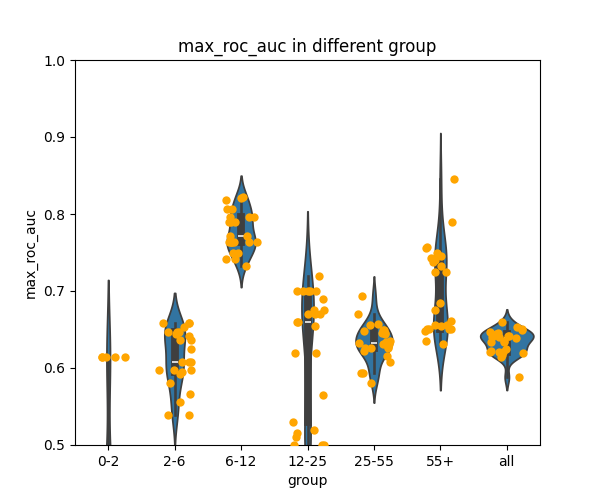 max_roc_auc in different group
1.0
0.9
0.8
0.7
0.6
0.5
max_roc_auc
0-2 2-6 6-12 12-25 25-55 55+ all
group